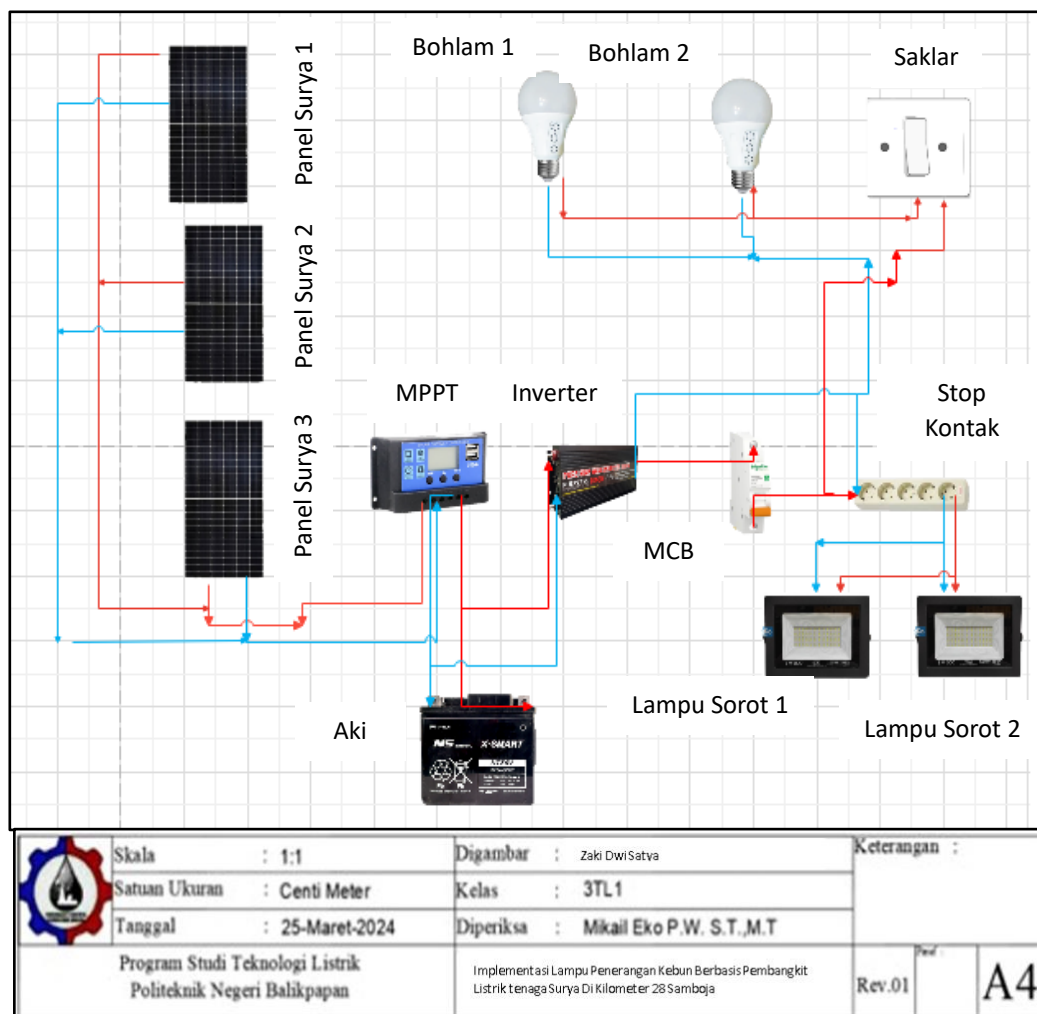 Bohlam 1
Bohlam 2
Saklar
Panel Surya 1
Panel Surya 2
Panel Surya 3
MPPT
Inverter
Stop
Kontak
MCB
Aki
Lampu Sorot 1
Lampu Sorot 2
X-SMART
Skala : 1:1
Satuan Ukuran : Centi Meter
Tanggal : 25-Maret-2024
Digambar : Zaki Dwi Satya
Kelas : 3TL1
Diperiksa : Mikail Eko P.W. S.T.,M.T
Keterangan :
Program Studi Teknologi Listrik
Politeknik Negeri Balikpapan
Implementasi Lampu Penerangan Kebun Berbasis Pembangkit
Listrik tenaga Surya Di Kilometer 28 Samboja
Rev.01
Paraf :
A4